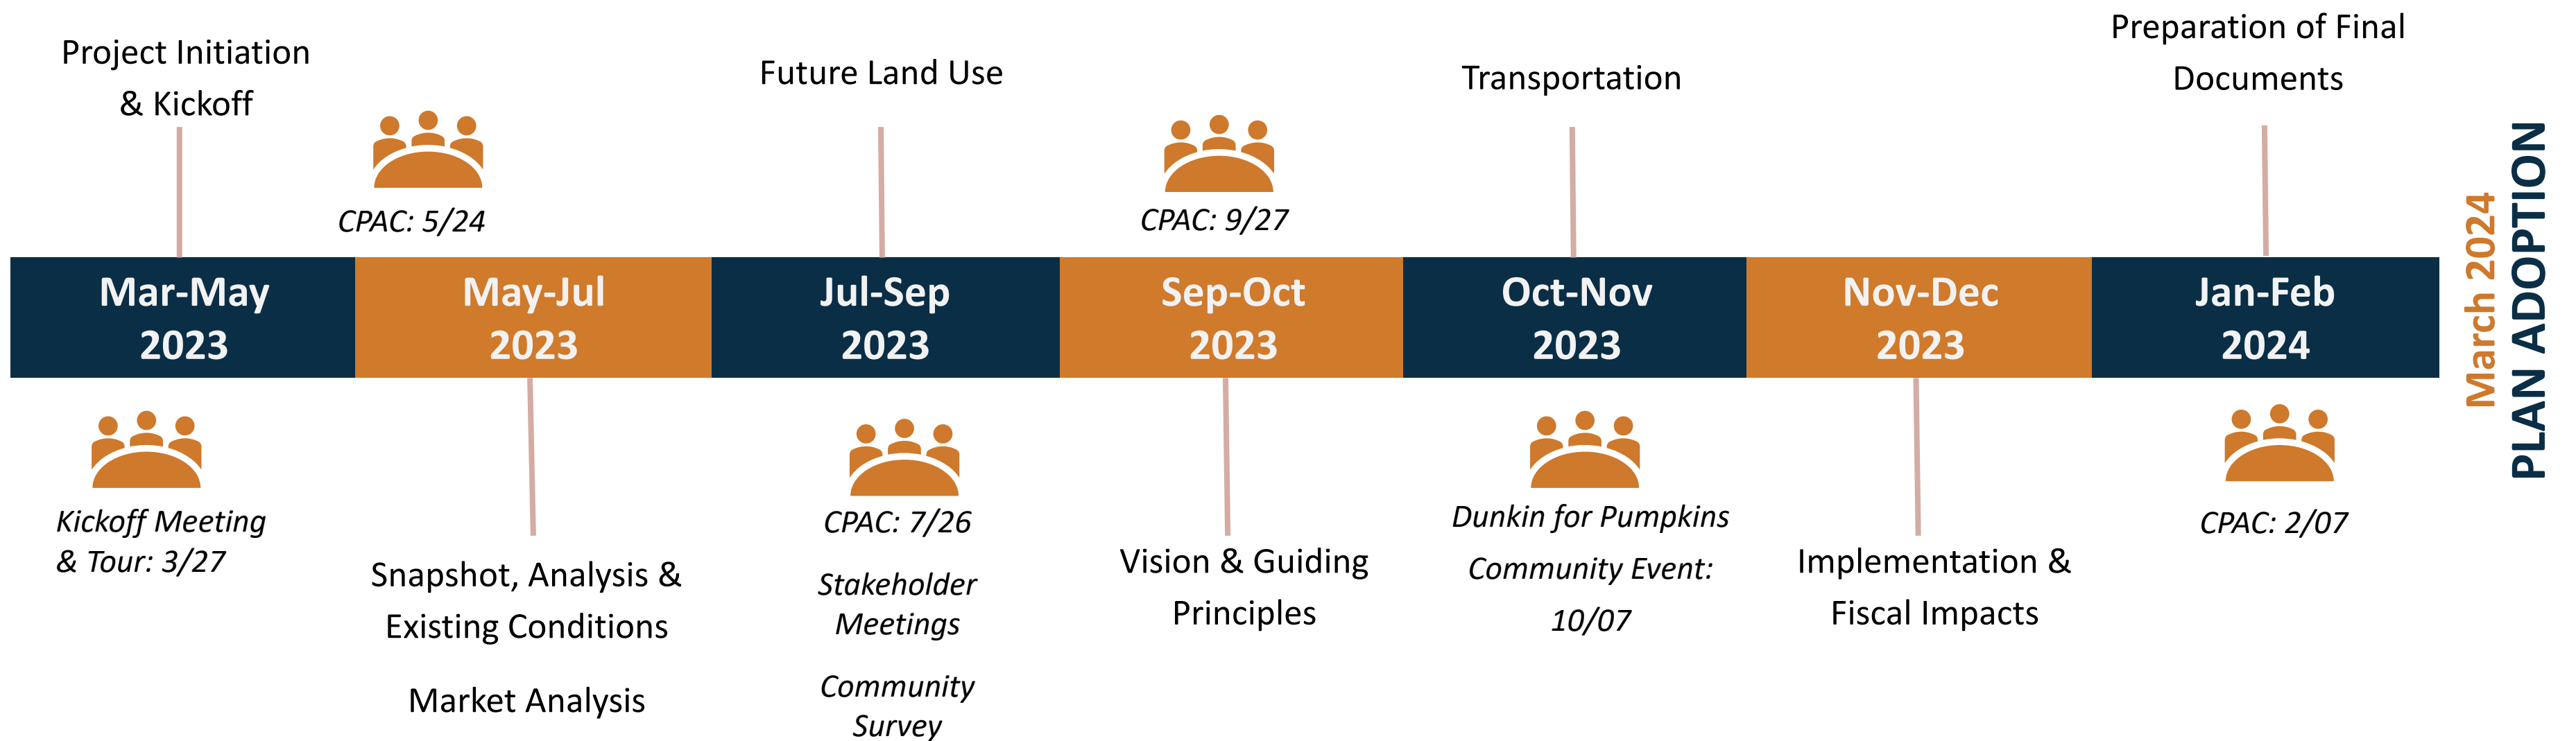 Project Initiation
& Kickoff
CPAC: 5/24
Future Land Use
CPAC: 9/27
Transportation
Preparation of Final
Documents
Mar-May
2023
May-Jul
2023
Jul-Sep
2023
Sep-Oct
2023
Oct-Nov
2023
Nov-Dec
2023
Jan-Feb
2024
March 2024
PLAN ADOPTION
Kickoff Meeting
& Tour: 3/27
Snapshot, Analysis &
Existing Conditions
Market Analysis
CPAC: 7/26
Stakeholder
Meetings
Community
Survey
Vision & Guiding
Principles
Dunkin for Pumpkins
Community Event:
10/07
Implementation &
Fiscal Impacts
CPAC: 2/07